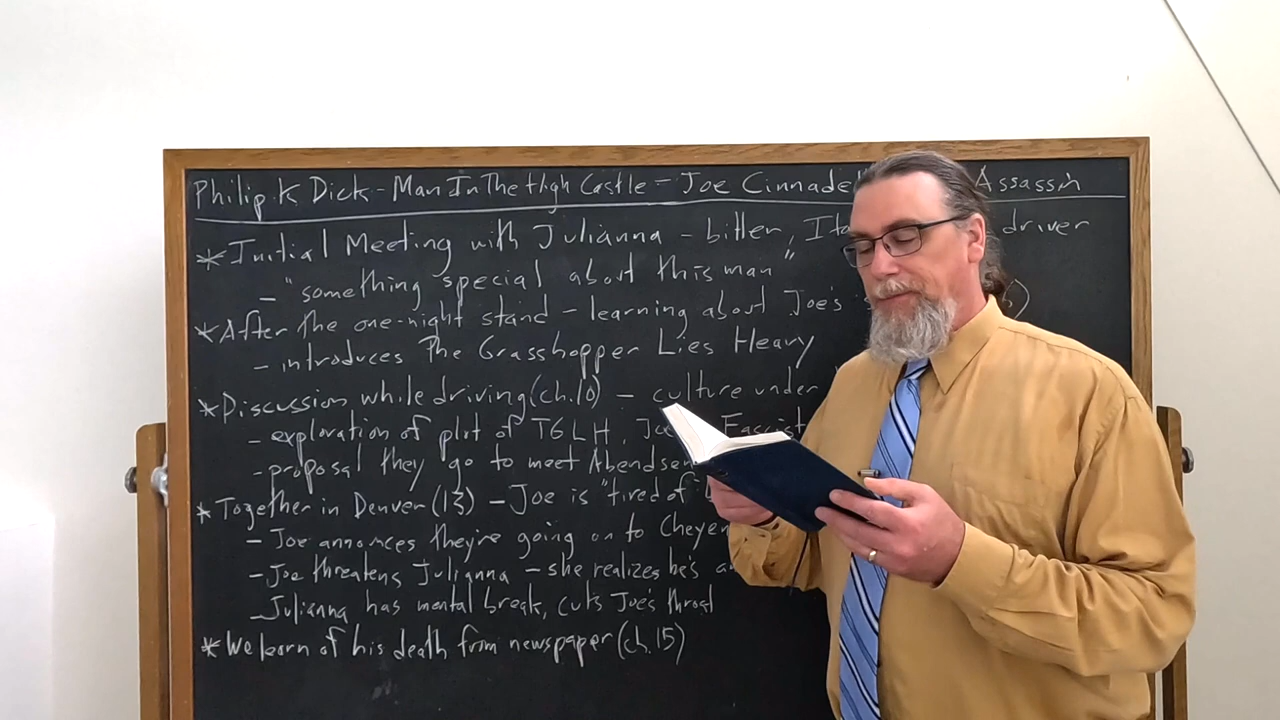 Philip K Dick - Man In The High Castle - Joe Cinnade Assassin
* Initial Meeting with Julianna - bitter, Ita driver
- "something special about this man"
* After the one-night stand - learning about Joe's
- introduces The Grasshopper Lies Heavy
* Discussion while driving (ch.10) - culture under
- exploration of plot of TGLH, Fascist
- proposal they go to meet Abendsen
* Together in Denver (13) - Joe is "tired of"
- Joe announces they're going on to Cheyen
- Joe threatens Julianna - she realizes he's a
- Julianna has mental break, cuts Joe's throat
* We learn of his death from newspaper (ch.15)